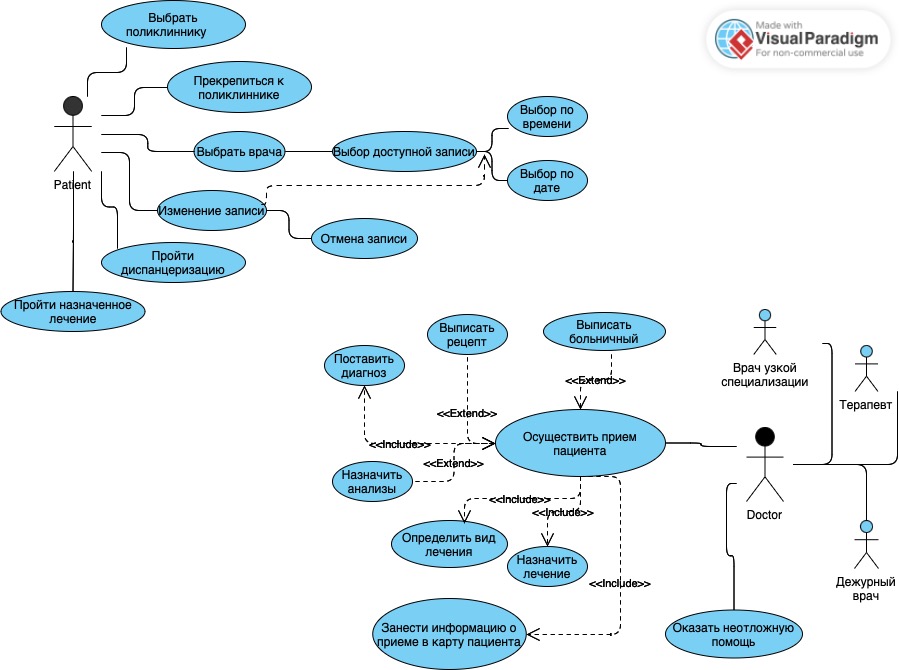 Выбрать
поликлиннику
Made with
VisualParadigm
For non-commercial use
Прекрепиться к
поликлиннике
Выбор по
времени
Выбрать врача
Выбор доступной записи
Выбор по
дате
Patient
Изменение записи
Отмена записи
Пройти
диспанцеризацию
Пройти назначенное
лечение
Выписать
рецепт
Выписать
больничный
Поставить
диагноз
Врач узкой
специализации
<<Extend>>
Терапевт
<<Extend>>
Осуществить прием
пациента
<<Include>>
<<Extend>>
Назначить
анализы
Doctor
<<Include>>
<<Include>>
Определить вид
лечения
Назначить
лечение
<<Include>>
Дежурный
врач
Занести информацию о
приеме в карту пациента
Оказать неотложную
помощь